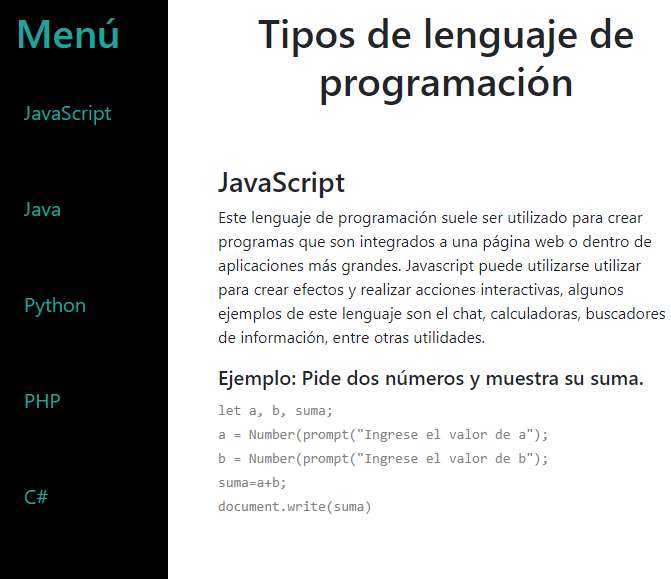 Menú
JavaScript
Java
Python
PHP
C#
Tipos de lenguaje de
programación
JavaScript
Este lenguaje de programación suele ser utilizado para crear
programas que son integrados a una página web o dentro de
aplicaciones más grandes. Javascript puede utilizarse utilizar
para crear efectos y realizar acciones interactivas, algunos
ejemplos de este lenguaje son el chat, calculadoras, buscadores
de información, entre otras utilidades.
Ejemplo: Pide dos números y muestra su suma.
let a, b, suma;
a = Number(prompt("Ingrese el valor de a");
b = Number(prompt("Ingrese el valor de b");
suma=a+b;
document.write(suma)